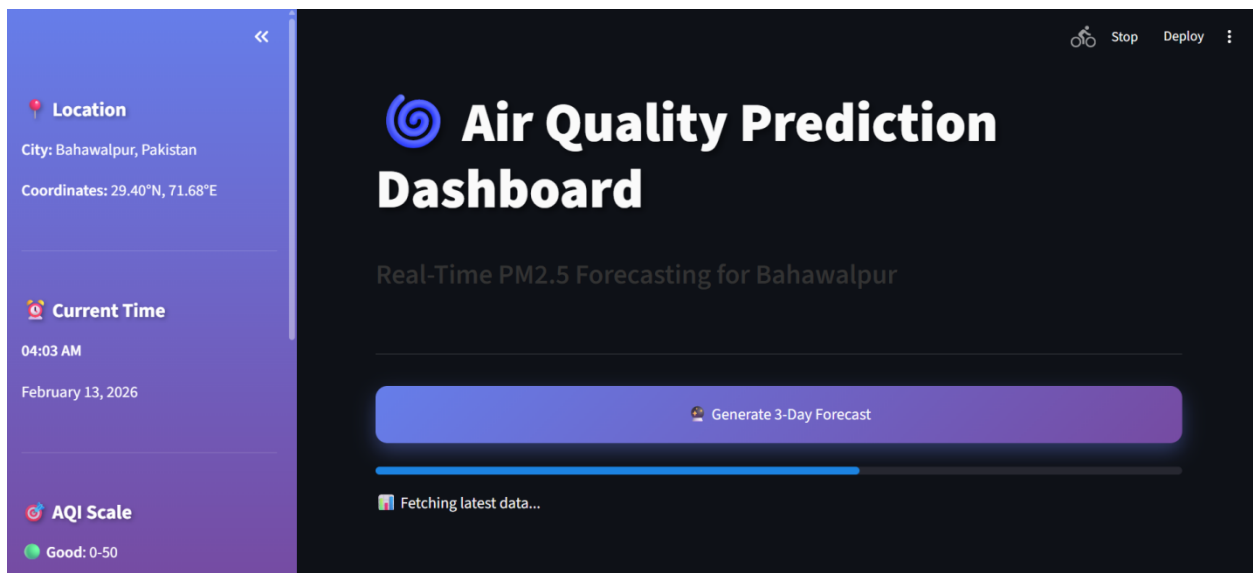 Location
City: Bahawalpur, Pakistan
Coordinates: 29.40°N, 71.68°E
Current Time
04:03 AM
February 13, 2026
AQI Scale
Good: 0-50
Stop
Deploy
Air Quality Prediction
Dashboard
Real-Time PM2.5 Forecasting for Bahawalpur
Generate 3-Day Forecast
Fetching latest data...